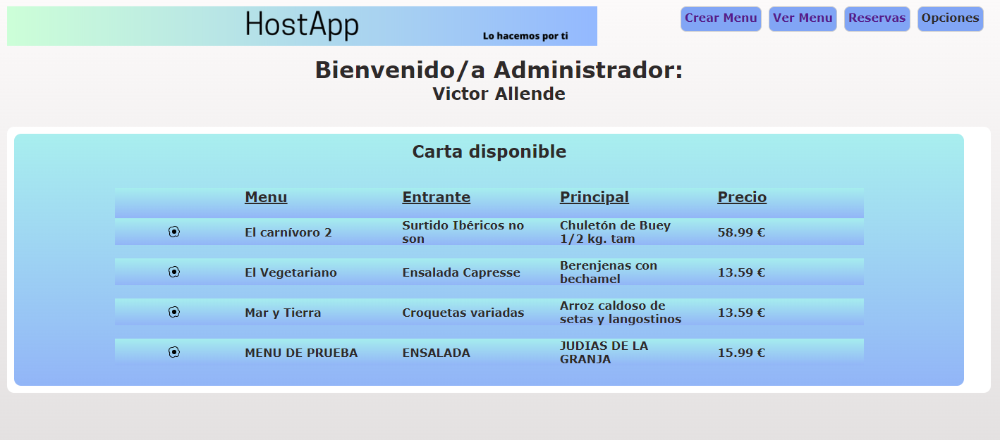 HostApp
Lo hacemos por ti
Crear Menu Ver Menu Reservas Opciones
Bienvenido/a Administrador:
Victor Allende
Carta disponible
Menu Entrante Principal Precio
El carnívoro 2 Surtido Ibéricos no son Chuletón de Buey 1/2 kg. tam 58.99 €
El Vegetariano Ensalada Capresse Berenjenas con bechamel 13.59 €
Mar y Tierra Croquetas variadas Arroz caldoso de setas y langostinos 13.59 €
MENU DE PRUEBA ENSALADA JUDIAS DE LA GRANJA 15.99 €